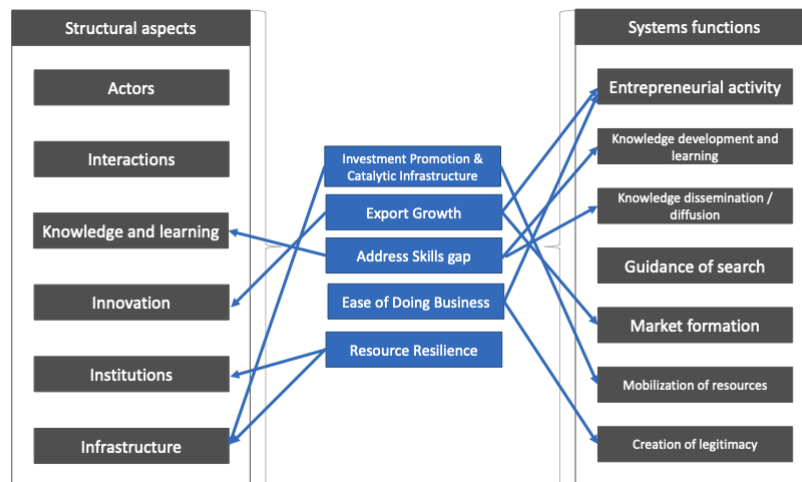 Structural aspects
Actors
Interactions
Knowledge and learning
Innovation
Institutions
Infrastructure
Investment Promotion &
Catalytic Infrastructure
Export Growth
Address Skills gap
Ease of Doing Business
Resource Resilience
Systems functions
Entrepreneurial activity
Knowledge development and
learning
Knowledge dissemination /
diffusion
Guidance of search
Market formation
Mobilization of resources
Creation of legitimacy